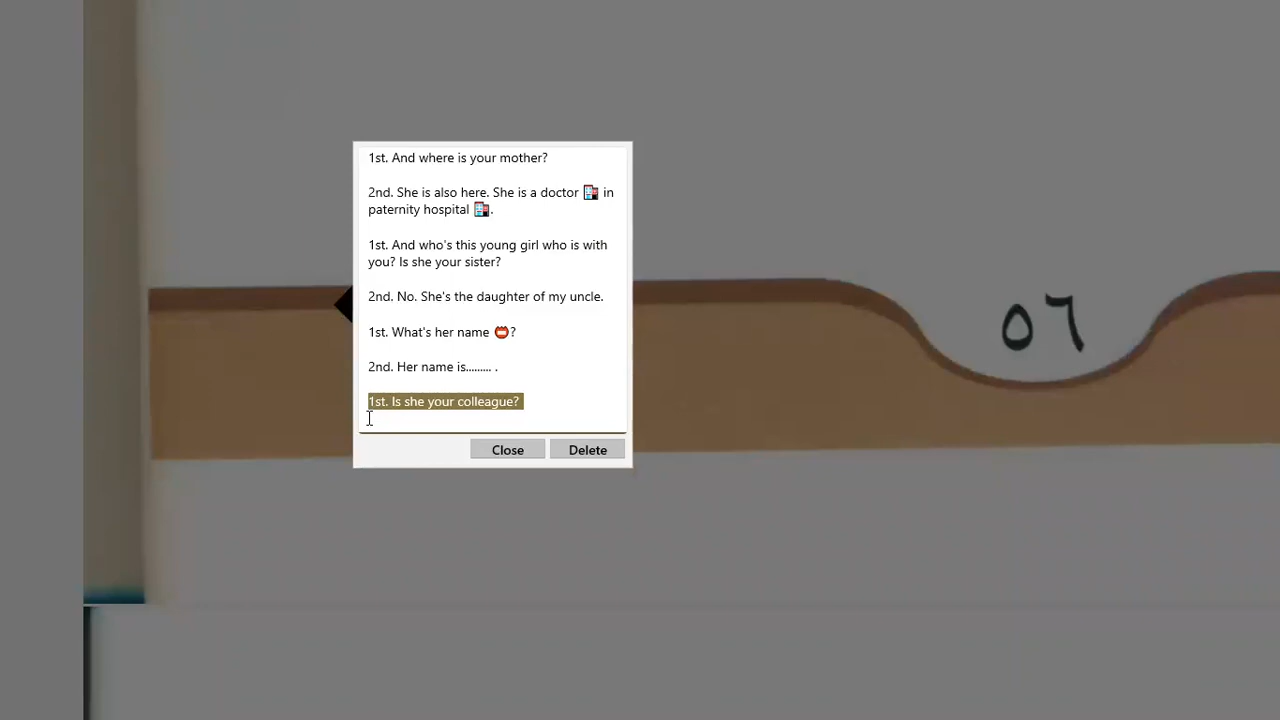 1st. And where is your mother?
2nd. She is also here. She is a doctor 🏥 in
paternity hospital 🏥.
1st. And who's this young girl who is with
you? Is she your sister?
2nd. No. She's the daughter of my uncle.
1st. What's her name 📛?
2nd. Her name is......... .
1st. Is she your colleague?
Close Delete
٥٦